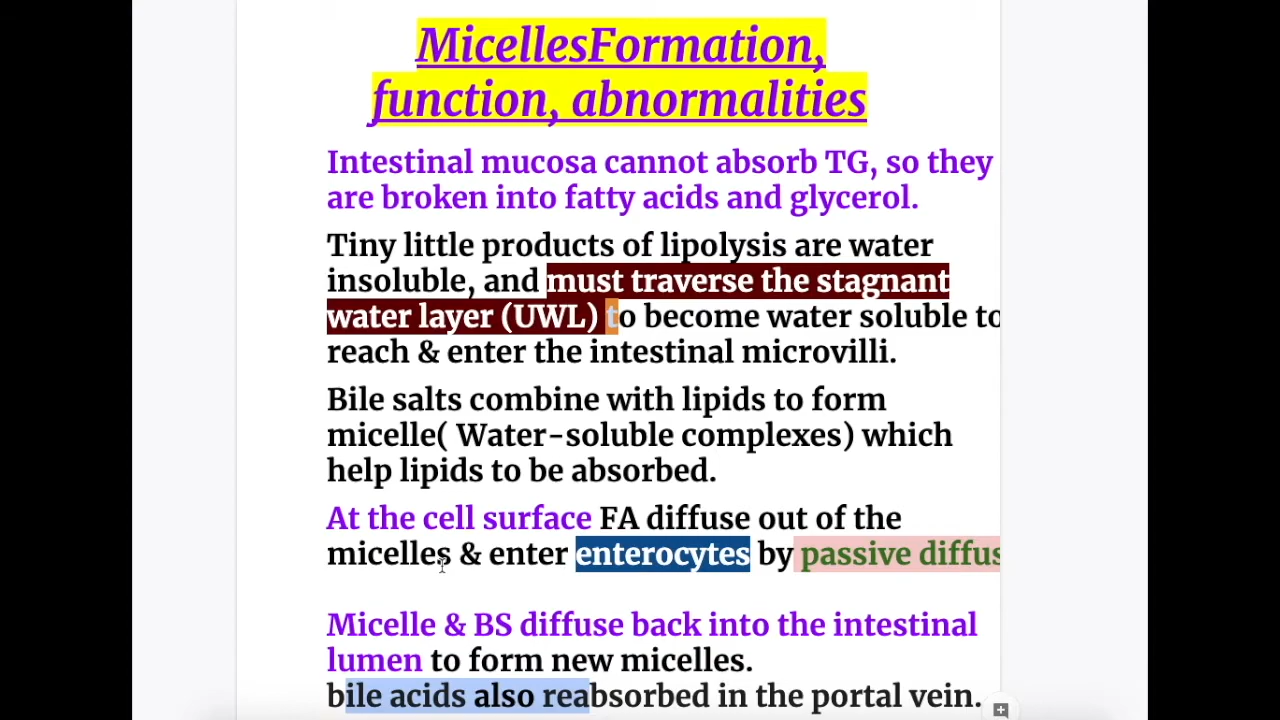 MicellesFormation,
function, abnormalities
Intestinal mucosa cannot absorb TG, so they
are broken into fatty acids and glycerol.
Tiny little products of lipolysis are water
insoluble, and must traverse the stagnant
water layer (UWL) to become water soluble to
reach & enter the intestinal microvilli.
Bile salts combine with lipids to form
micelle( Water-soluble complexes) which
help lipids to be absorbed.
At the cell surface FA diffuse out of the
micelles & enter enterocytes by passive diffus
Micelle & BS diffuse back into the intestinal
lumen to form new micelles.
bile acids also reabsorbed in the portal vein.